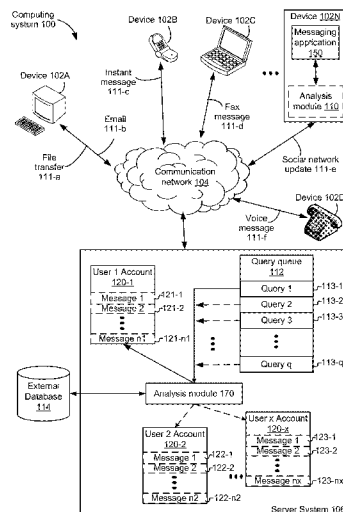 Computing
system 100
Device 102A
Device 102B
Device 102C
Device 102N
Messaging
application
150
Analysis
module 110
Instant
message
111-c
Email
111-b
File
transfer
111-a
Fax
message
111-d
Communication
network 104
Social network
update 111-e
Voice
message
111-f
Device 102D
User 1 Account
120-1
Message 1
121-1
Message 2
121-2
Message n1
121-n1
Query queue
112
Query 1
113-1
Query 2
113-2
Query 3
113-3
Query q
113-q
External
Database
114
Analysis module 170
User 2 Account
120-2
Message 1
122-1
Message 2
122-2
Message n2
122-n2
User x Account
120-x
Message 1
123-1
Message 2
123-2
Message nx
123-nx
Server System 106